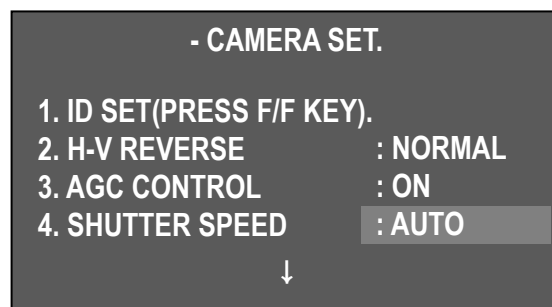 - CAMERA SET.
1. ID SET(PRESS F/F KEY).
2. H-V REVERSE : NORMAL
3. AGC CONTROL : ON
4. SHUTTER SPEED : AUTO
↓